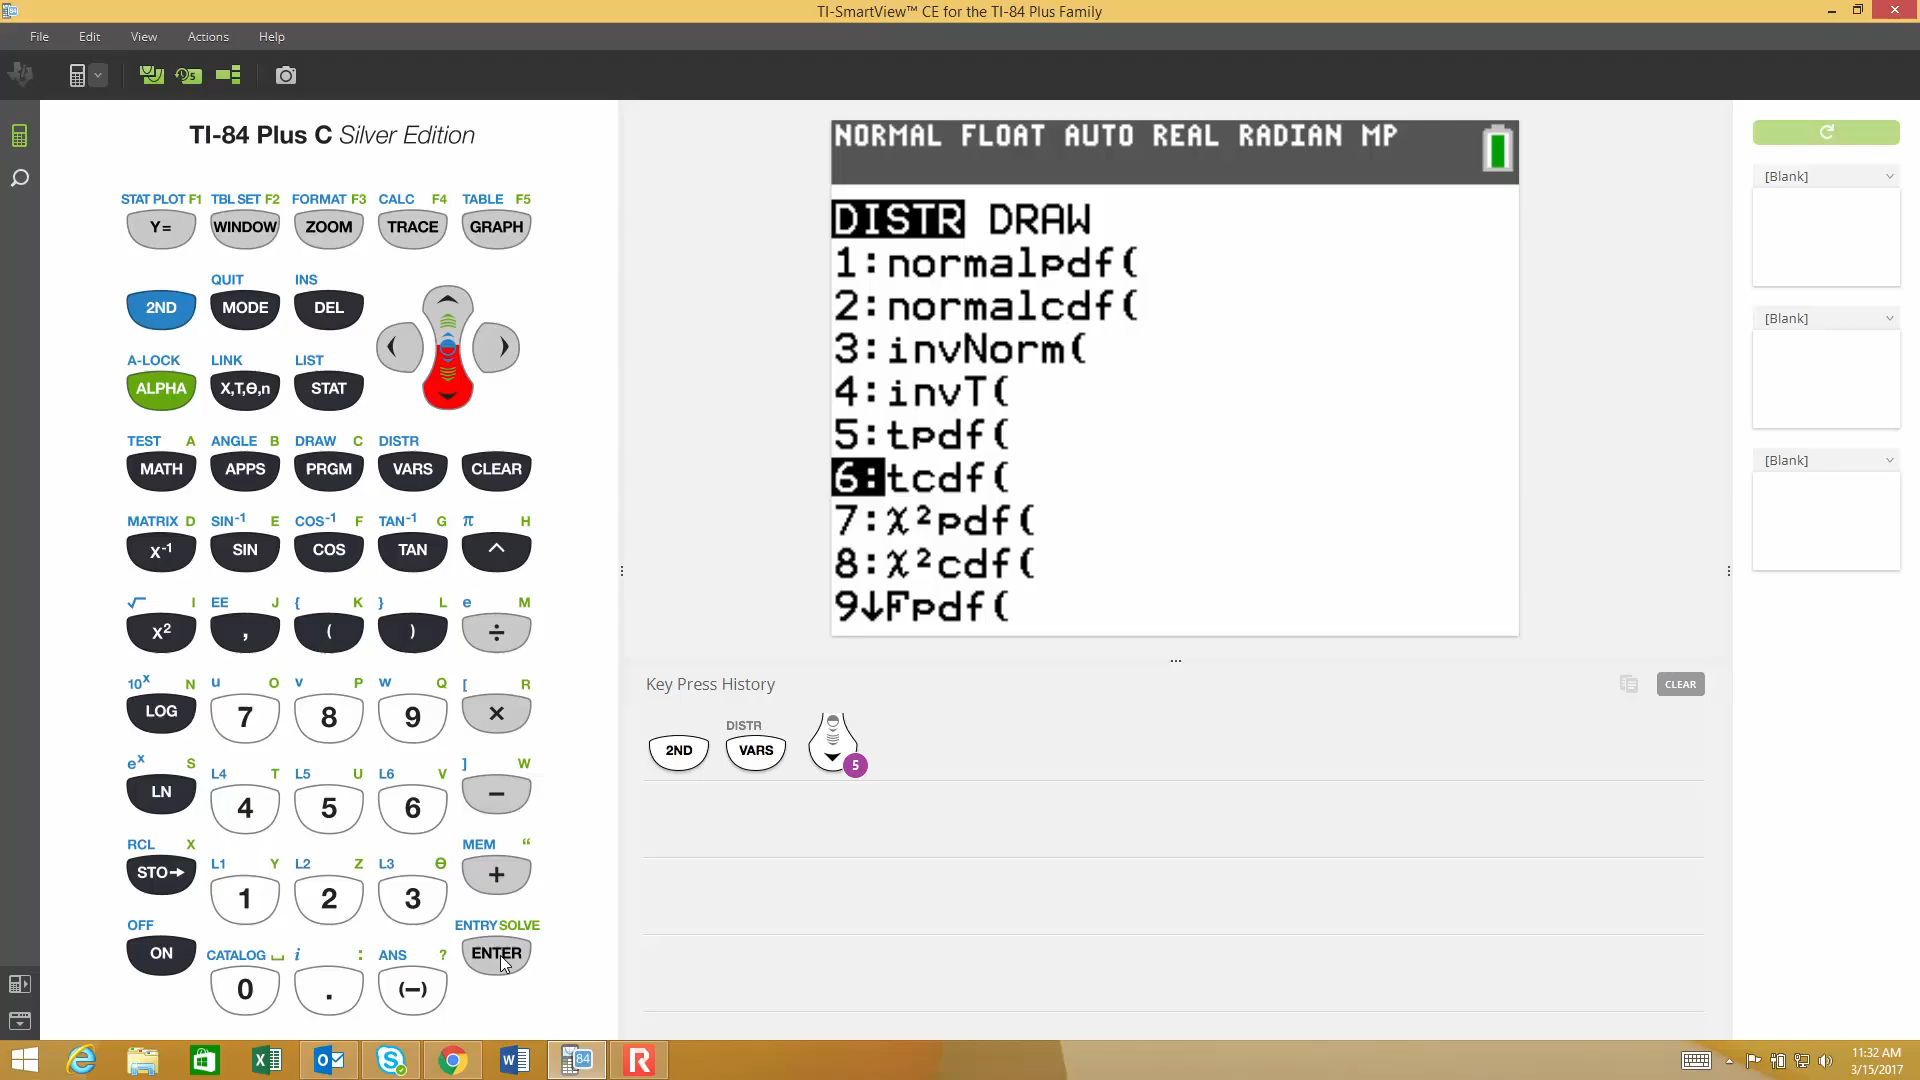 TI-SmartView™ CE for the TI-84 Plus Family
File Edit View Actions Help
TI-84 Plus C Silver Edition
STAT PLOT F1 TBL SET F2 FORMAT F3 CALC F4 TABLE F5
Y= WINDOW ZOOM TRACE GRAPH
QUIT INS
2ND MODE DEL
A-LOCK LINK LIST
ALPHA X,T,Θ,n STAT
TEST A ANGLE B DRAW C DISTR
MATH APPS PRGM VARS CLEAR
MATRIX D SIN⁻¹ E COS⁻¹ F TAN⁻¹ G π H
X⁻¹ SIN COS TAN ^
√ I EE J { K } L e M
X² , ( ) ÷
10ˣ N u O v P w Q [ R
LOG 7 8 9 ×
eˣ S L4 T L5 U L6 V ] W
LN 4 5 6 −
RCL X L1 Y L2 Z L3 Θ MEM “
STO→ 1 2 3 +
OFF CATALOG ⎵ i : ANS ? ENTRY SOLVE
ON 0 . (−) ENTER
NORMAL FLOAT AUTO REAL RADIAN MP
DISTR DRAW
1:normalpdf(
2:normalcdf(
3:invNorm(
4:invT(
5:tpdf(
6:tcdf(
7:χ²pdf(
8:χ²cdf(
9↓Fpdf(
Key Press History CLEAR
DISTR
2ND VARS 5
[Blank]
[Blank]
[Blank]
84
11:32 AM
3/15/2017